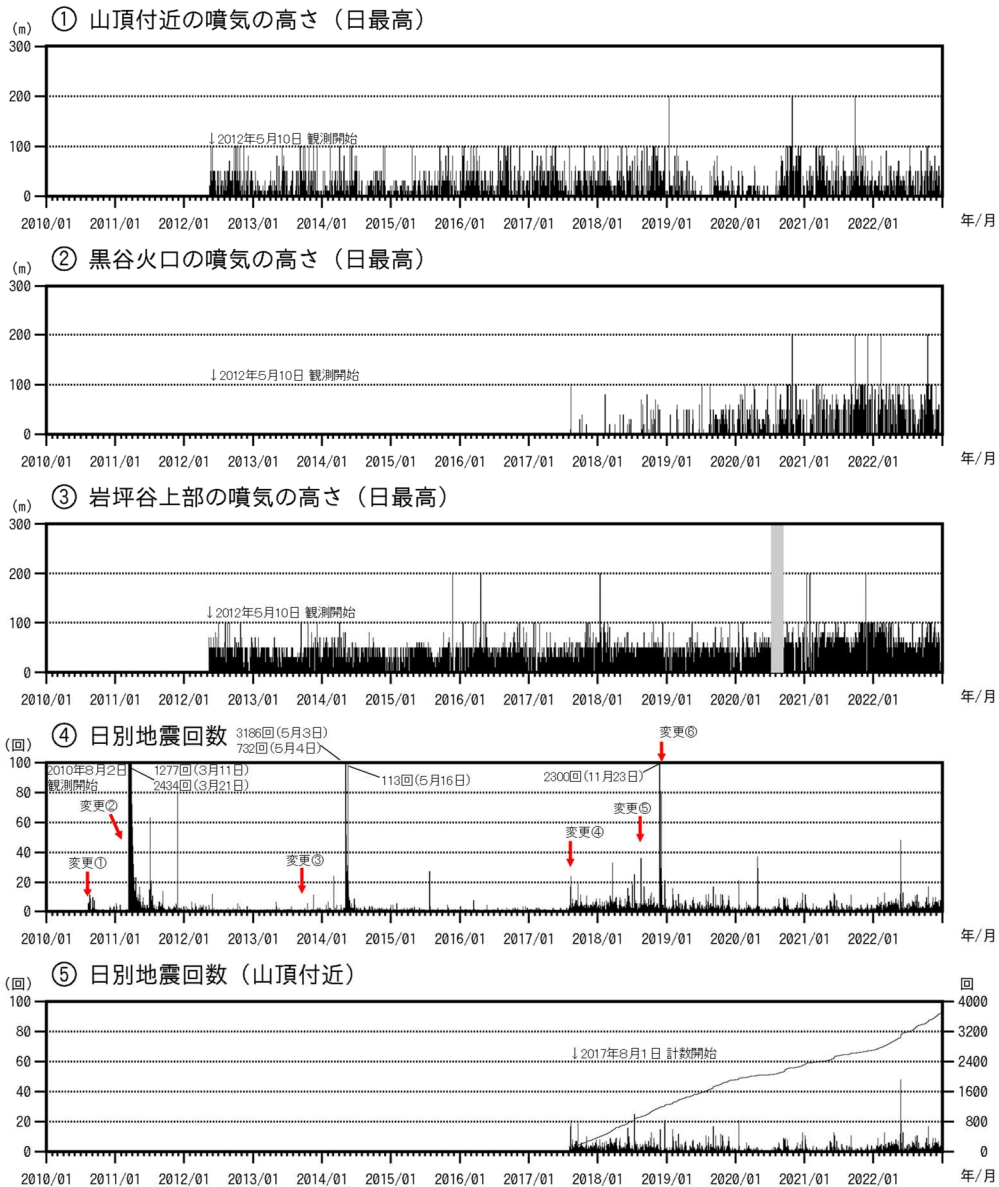 ① 山頂付近の噴気の高さ（日最高）
(m)
300
200
↓2012年5月10日 観測開始
100
0
2010/01 2011/01 2012/01 2013/01 2014/01 2015/01 2016/01 2017/01 2018/01 2019/01 2020/01 2021/01 2022/01
年/月
② 黒谷火口の噴気の高さ（日最高）
(m)
300
200
↓2012年5月10日 観測開始
100
0
2010/01 2011/01 2012/01 2013/01 2014/01 2015/01 2016/01 2017/01 2018/01 2019/01 2020/01 2021/01 2022/01
年/月
③ 岩坪谷上部の噴気の高さ（日最高）
(m)
300
200
↓2012年5月10日 観測開始
100
0
2010/01 2011/01 2012/01 2013/01 2014/01 2015/01 2016/01 2017/01 2018/01 2019/01 2020/01 2021/01 2022/01
年/月
④ 日別地震回数
(回)
3186回(5月3日)
732回(5月4日)
変更⑥
100
2010年8月2日
観測開始
1277回(3月11日)
2434回(3月21日)
113回(5月16日)
2300回(11月23日)
80
変更②
変更⑤
60
変更④
40
変更①
変更③
20
0
2010/01 2011/01 2012/01 2013/01 2014/01 2015/01 2016/01 2017/01 2018/01 2019/01 2020/01 2021/01 2022/01
年/月
⑤ 日別地震回数（山頂付近）
(回)
回
100 4000
80 3200
↓2017年8月1日 計数開始
60 2400
40 1600
20 800
0 0
2010/01 2011/01 2012/01 2013/01 2014/01 2015/01 2016/01 2017/01 2018/01 2019/01 2020/01 2021/01 2022/01
年/月